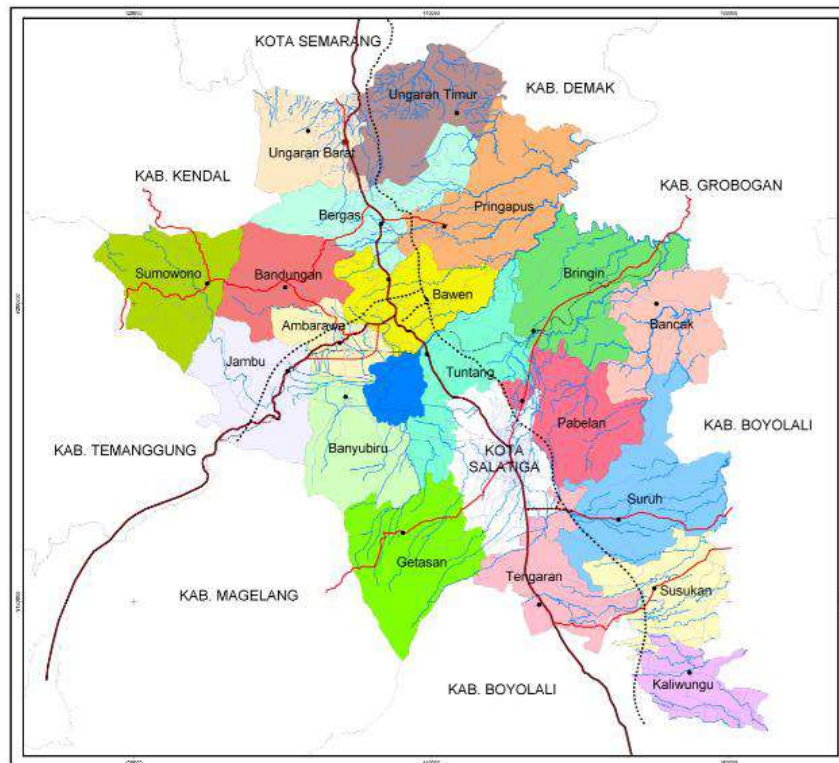 KOTA SEMARANG
Ungaran Timur
KAB. DEMAK
Ungaran Barat
KAB. KENDAL
KAB. GROBOGAN
Pringapus
Bergas
Sumowono
Bandungan
Bringin
Bawen
Bancak
Ambarawa
Jambu
Tuntang
Pabelan
KAB. BOYOLALI
KAB. TEMANGGUNG
Banyubiru
KOTA
SALATIGA
Suruh
Getasan
Tengaran
Susukan
KAB. MAGELANG
Kaliwungu
KAB. BOYOLALI